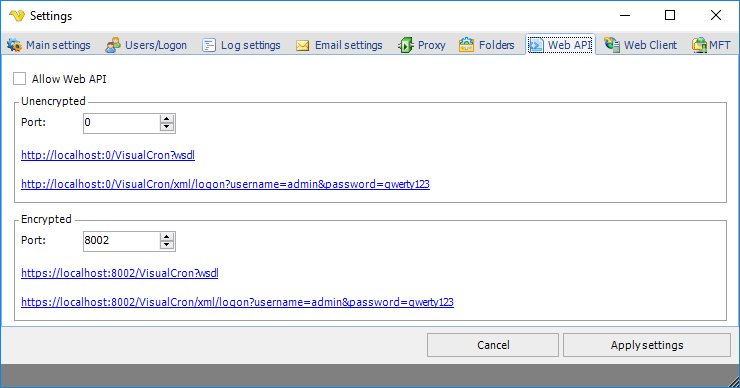 Settings
Main settings Users/Logon Log settings Email settings Proxy Folders Web API Web Client MFT
Allow Web API
Unencrypted
Port: 0
http://localhost:0/VisualCron?wsdl
http://localhost:0/VisualCron/xml/logon?username=admin&password=qwerty123
Encrypted
Port: 8002
https://localhost:8002/VisualCron?wsdl
https://localhost:8002/VisualCron/xml/logon?username=admin&password=qwerty123
Cancel Apply settings